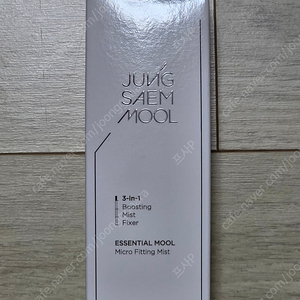 JUNG
SAEM
MOOL
3-in-1
Boosting
Mist
Fixer
ESSENTIAL MOOL
Micro Fitting Mist